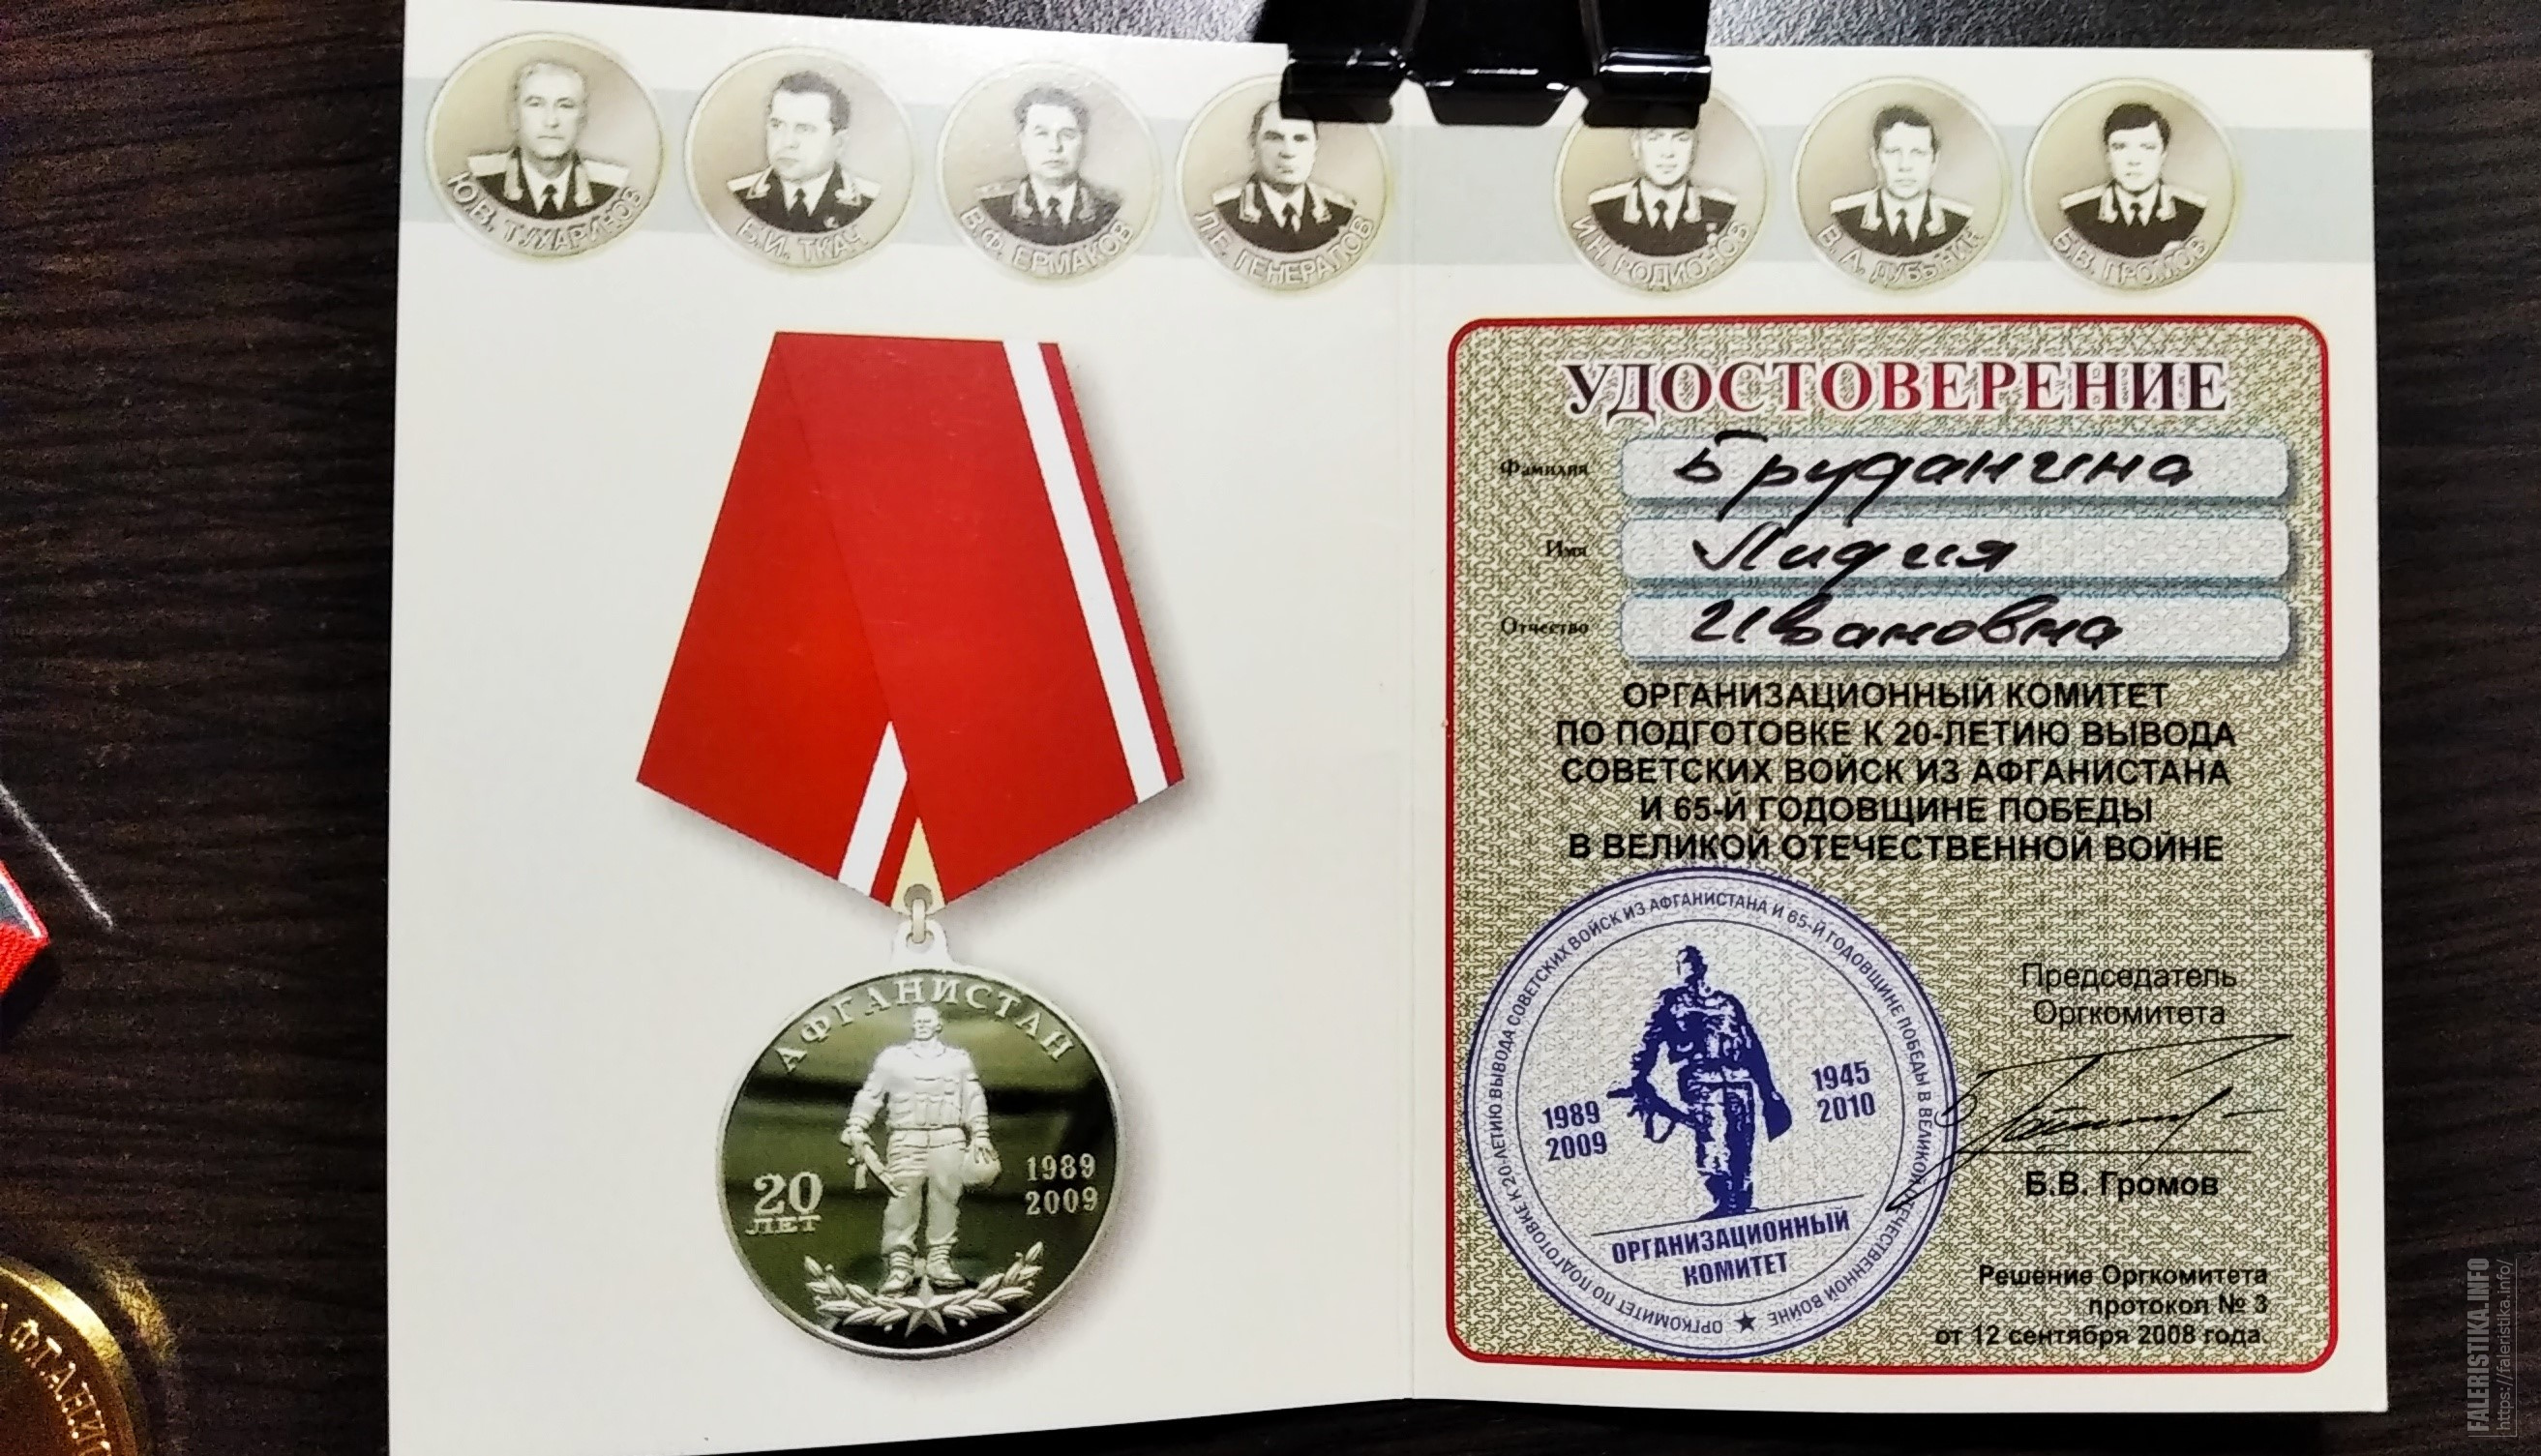 Ю.В. ТУХАРИНОВ
Б.И. ТКАЧ
В.Ф. ЕРМАКОВ
Л.Е. ГЕНЕРАЛОВ
И.Н. РОДИОНОВ
В.А. ДУБЫНИН
Б.В. ГРОМОВ
АФГАНИСТАН
20
ЛЕТ
1989
2009
УДОСТОВЕРЕНИЕ
Фамилия Бруданина
Имя Лидия
Отчество Ивановна
ОРГАНИЗАЦИОННЫЙ КОМИТЕТ
ПО ПОДГОТОВКЕ К 20-ЛЕТИЮ ВЫВОДА
СОВЕТСКИХ ВОЙСК ИЗ АФГАНИСТАНА
И 65-Й ГОДОВЩИНЕ ПОБЕДЫ
В ВЕЛИКОЙ ОТЕЧЕСТВЕННОЙ ВОЙНЕ
ОРГКОМИТЕТ ПО ПОДГОТОВКЕ К 20-ЛЕТИЮ ВЫВОДА СОВЕТСКИХ ВОЙСК ИЗ АФГАНИСТАНА И 65-Й ГОДОВЩИНЕ ПОБЕДЫ В ВЕЛИКОЙ ОТЕЧЕСТВЕННОЙ ВОЙНЕ
1989
2009
1945
2010
ОРГАНИЗАЦИОННЫЙ
КОМИТЕТ
Председатель
Оргкомитета
Б.В. Громов
Решение Оргкомитета
протокол № 3
от 12 сентября 2008 года.
FALERISTIKA.INFO
https://faleristika.info/